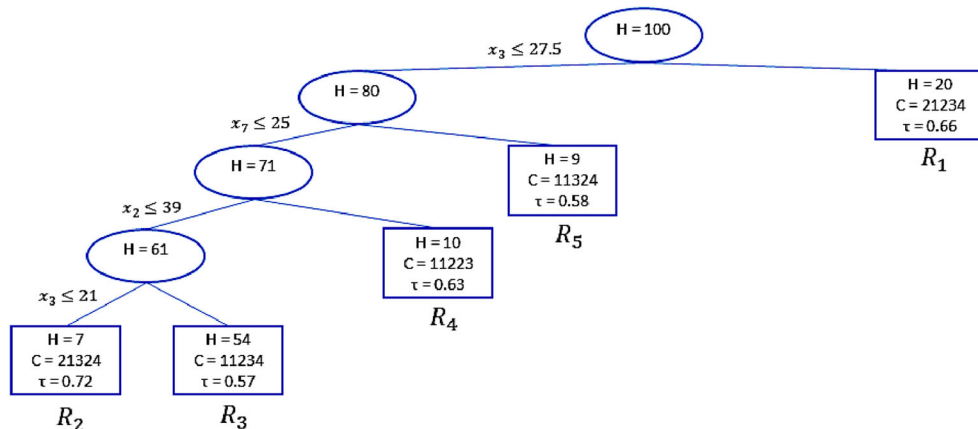 H = 100
x₃ ≤ 27.5
H = 80
H = 20
C = 21234
τ = 0.66
R₁
x₇ ≤ 25
H = 71
H = 9
C = 11324
τ = 0.58
R₅
x₂ ≤ 39
H = 61
H = 10
C = 11223
τ = 0.63
R₄
x₃ ≤ 21
H = 7
C = 21324
τ = 0.72
R₂
H = 54
C = 11234
τ = 0.57
R₃